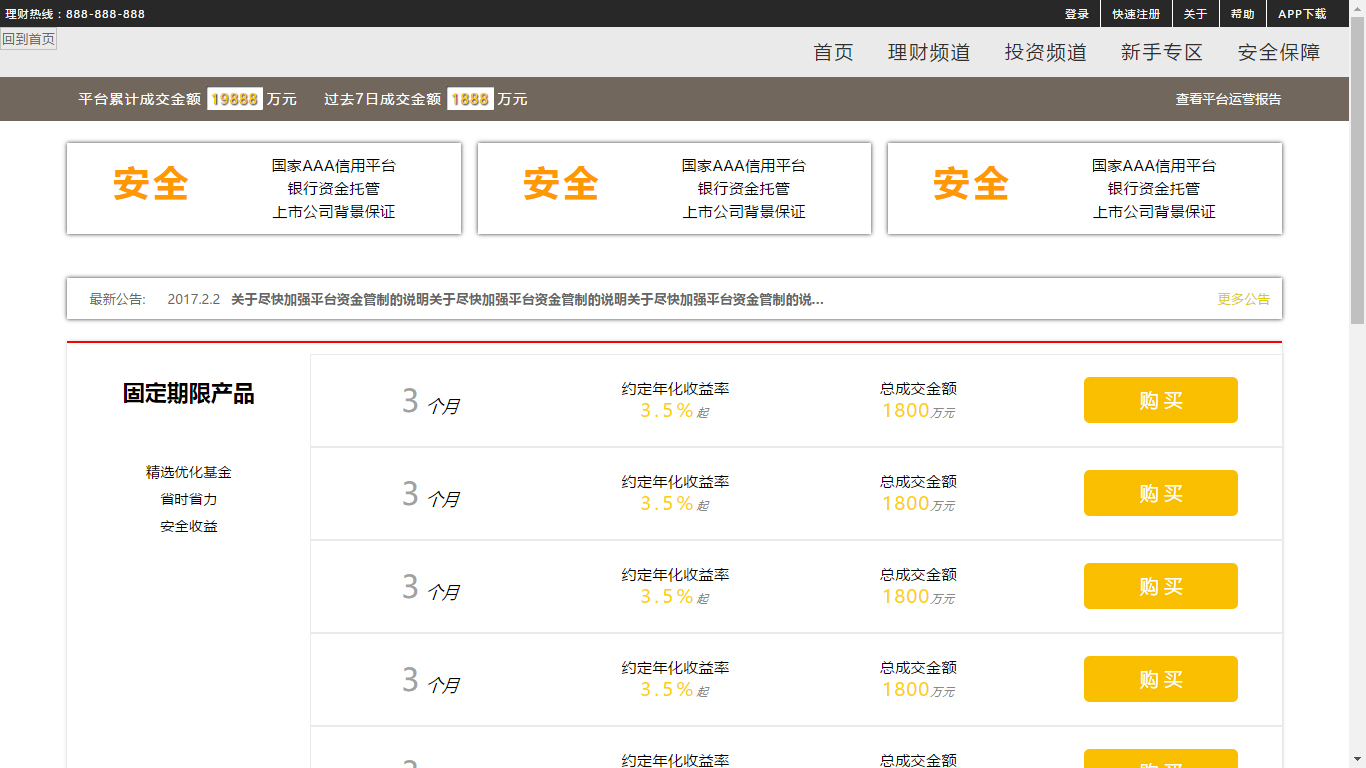 理财热线：888-888-888
登录 快速注册 关于 帮助 APP下载
回到首页
首页 理财频道 投资频道 新手专区 安全保障
平台累计成交金额 19888 万元 过去7日成交金额 1888 万元 查看平台运营报告
安全
国家AAA信用平台
银行资金托管
上市公司背景保证
安全
国家AAA信用平台
银行资金托管
上市公司背景保证
安全
国家AAA信用平台
银行资金托管
上市公司背景保证
最新公告: 2017.2.2 关于尽快加强平台资金管制的说明关于尽快加强平台资金管制的说明关于尽快加强平台资金管制的说... 更多公告
固定期限产品
精选优化基金
省时省力
安全收益
3 个月
约定年化收益率
3.5%起
总成交金额
1800万元
购买
3 个月
约定年化收益率
3.5%起
总成交金额
1800万元
购买
3 个月
约定年化收益率
3.5%起
总成交金额
1800万元
购买
3 个月
约定年化收益率
3.5%起
总成交金额
1800万元
购买
约定年化收益率
总成交金额